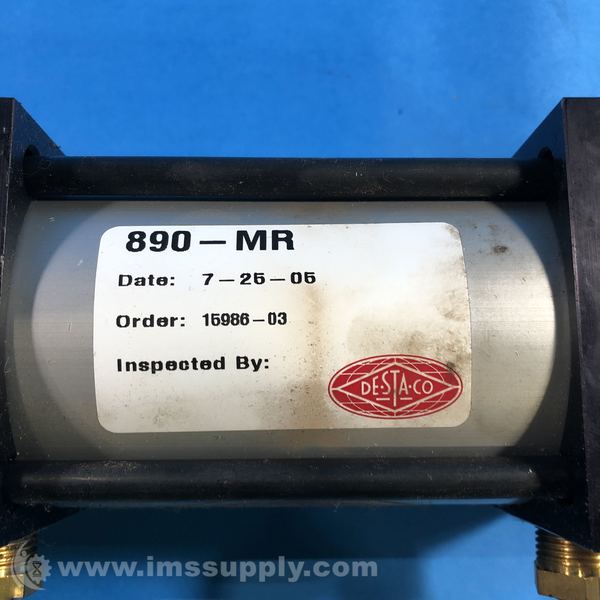 890-MR
Date: 7-25-05
Order: 15986-03
Inspected By:
DE-STA-CO
www.imssupply.com